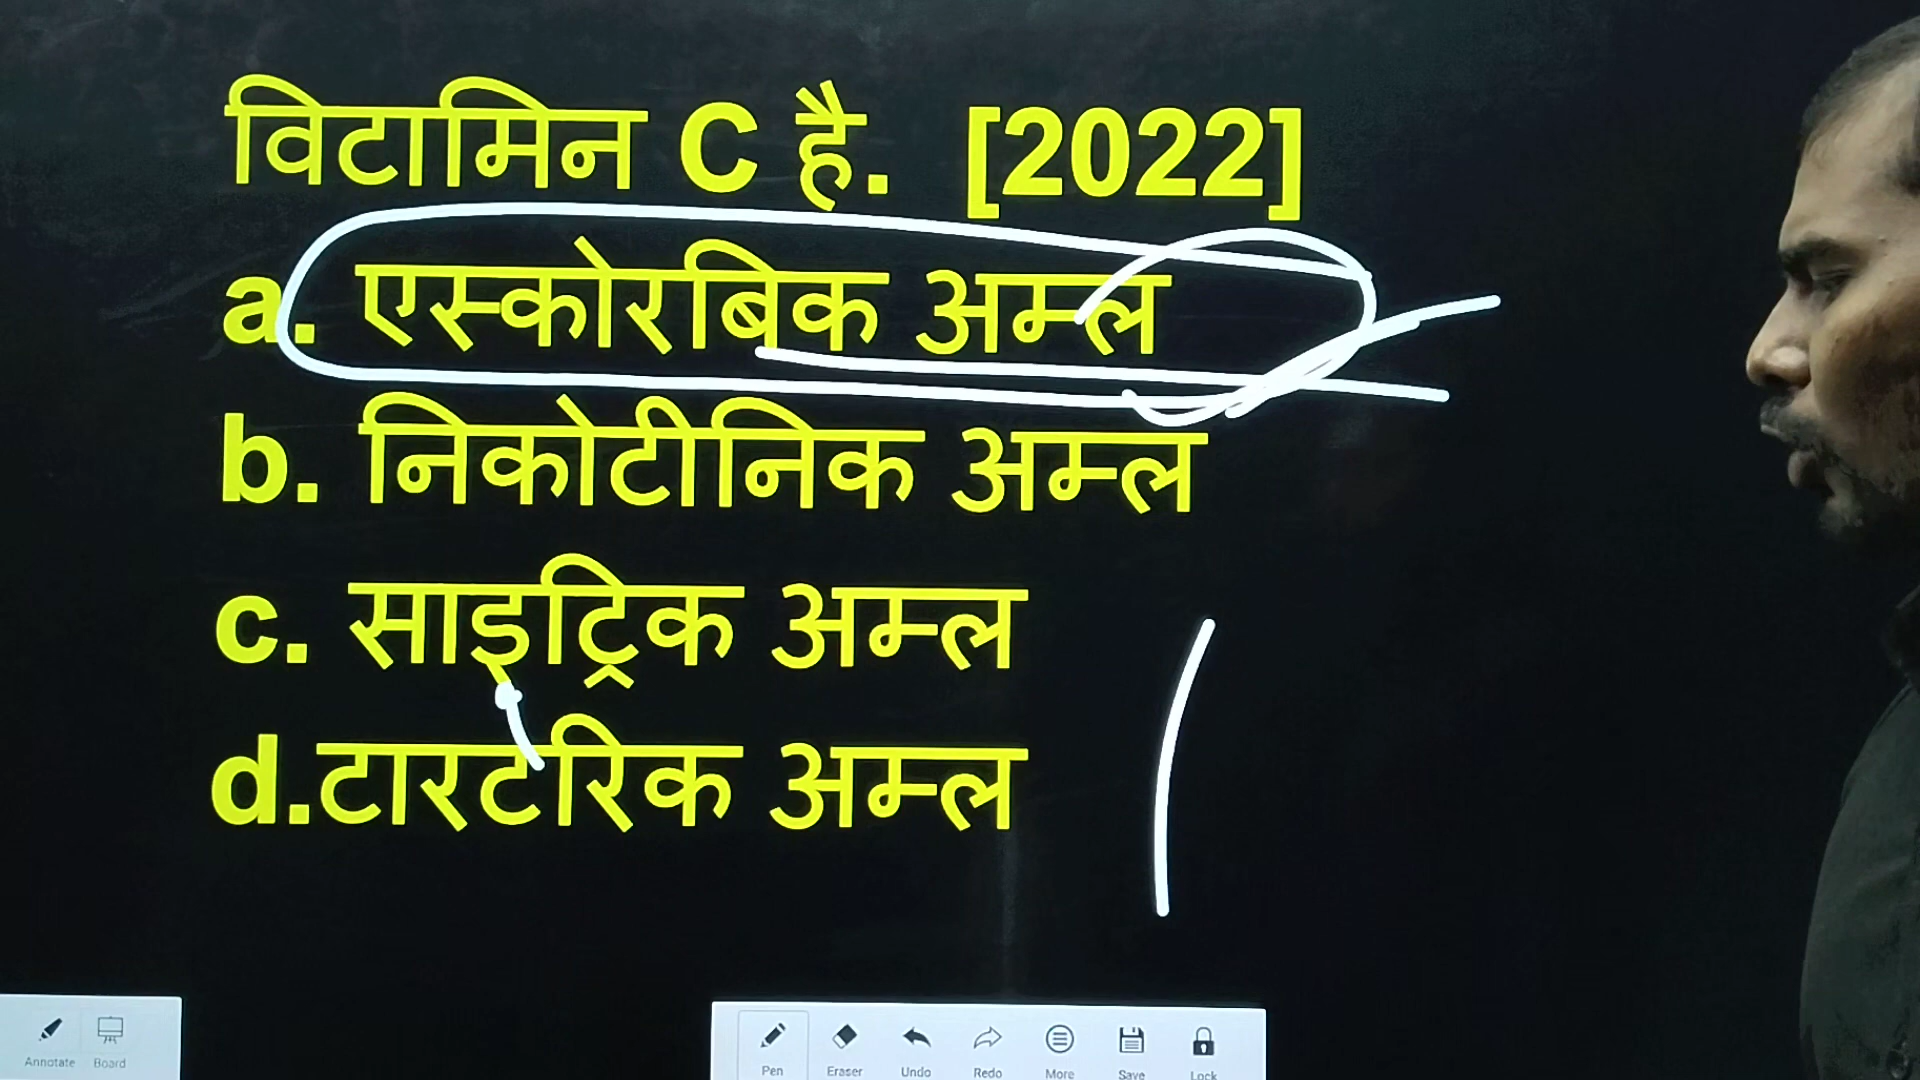 विटामिन C है. [2022]
a. एस्कोरबिक अम्ल
b. निकोटीनिक अम्ल
c. साइट्रिक अम्ल
d.टारटरिक अम्ल
Annotate Board Pen Eraser Undo Redo More Save Lock